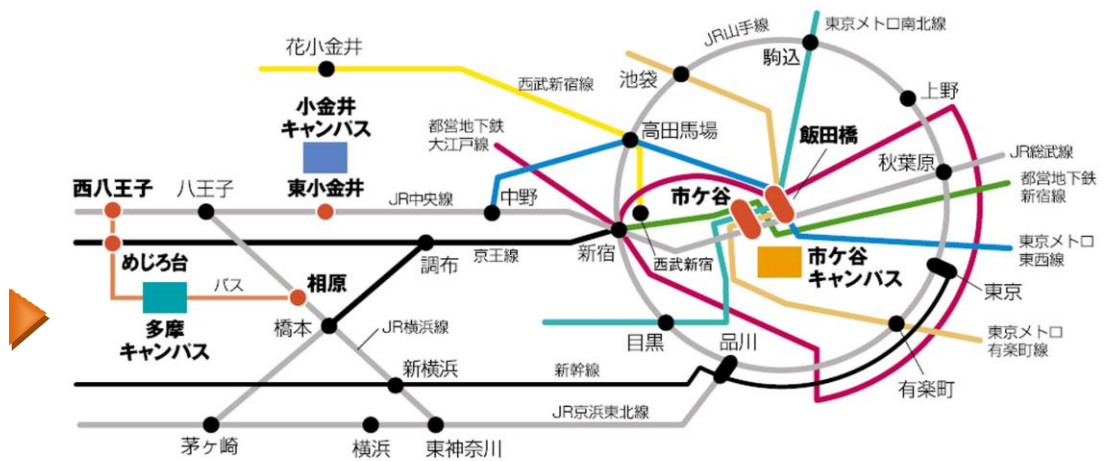 JR山手線
東京メトロ南北線
駒込
花小金井
西武新宿線
池袋
上野
小金井
キャンパス
都営地下鉄
大江戸線
高田馬場
飯田橋
秋葉原
JR総武線
西八王子
八王子
東小金井
JR中央線
中野
市ケ谷
都営地下鉄
新宿線
めじろ台
調布
京王線
新宿
西武新宿
市ケ谷
キャンパス
東京メトロ
東西線
バス
相原
東京
多摩
キャンパス
橋本
JR横浜線
目黒
品川
東京メトロ
有楽町線
新横浜
新幹線
有楽町
JR京浜東北線
茅ヶ崎
横浜
東神奈川